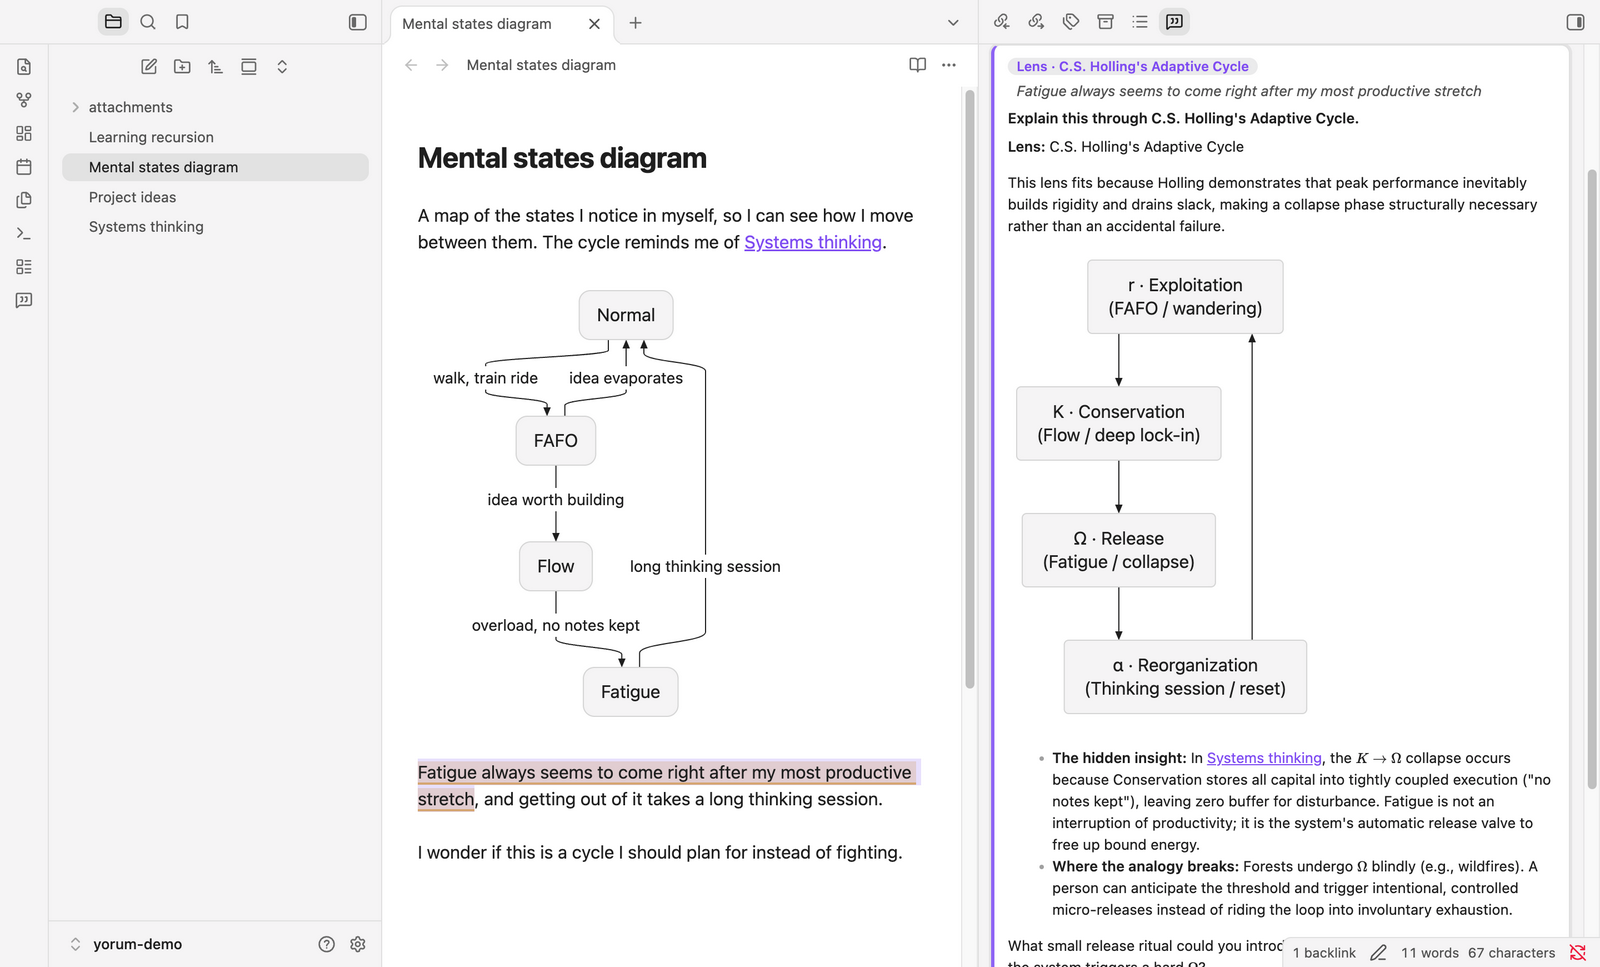 Mental states diagram
attachments
Learning recursion
Mental states diagram
Project ideas
Systems thinking
yorum-demo
Mental states diagram
Mental states diagram
A map of the states I notice in myself, so I can see how I move
between them. The cycle reminds me of Systems thinking.
Normal
walk, train ride
idea evaporates
FAFO
idea worth building
Flow
long thinking session
overload, no notes kept
Fatigue
Fatigue always seems to come right after my most productive
stretch, and getting out of it takes a long thinking session.
I wonder if this is a cycle I should plan for instead of fighting.
Lens · C.S. Holling's Adaptive Cycle
Fatigue always seems to come right after my most productive stretch
Explain this through C.S. Holling's Adaptive Cycle.
Lens: C.S. Holling's Adaptive Cycle
This lens fits because Holling demonstrates that peak performance inevitably
builds rigidity and drains slack, making a collapse phase structurally necessary
rather than an accidental failure.
r · Exploitation
(FAFO / wandering)
K · Conservation
(Flow / deep lock-in)
Ω · Release
(Fatigue / collapse)
α · Reorganization
(Thinking session / reset)
The hidden insight: In Systems thinking, the K → Ω collapse occurs
because Conservation stores all capital into tightly coupled execution ("no
notes kept"), leaving zero buffer for disturbance. Fatigue is not an
interruption of productivity; it is the system's automatic release valve to
free up bound energy.
Where the analogy breaks: Forests undergo Ω blindly (e.g., wildfires). A
person can anticipate the threshold and trigger intentional, controlled
micro-releases instead of riding the loop into involuntary exhaustion.
What small release ritual could you introd
the system triggers a hard Ω?
1 backlink
11 words 67 characters